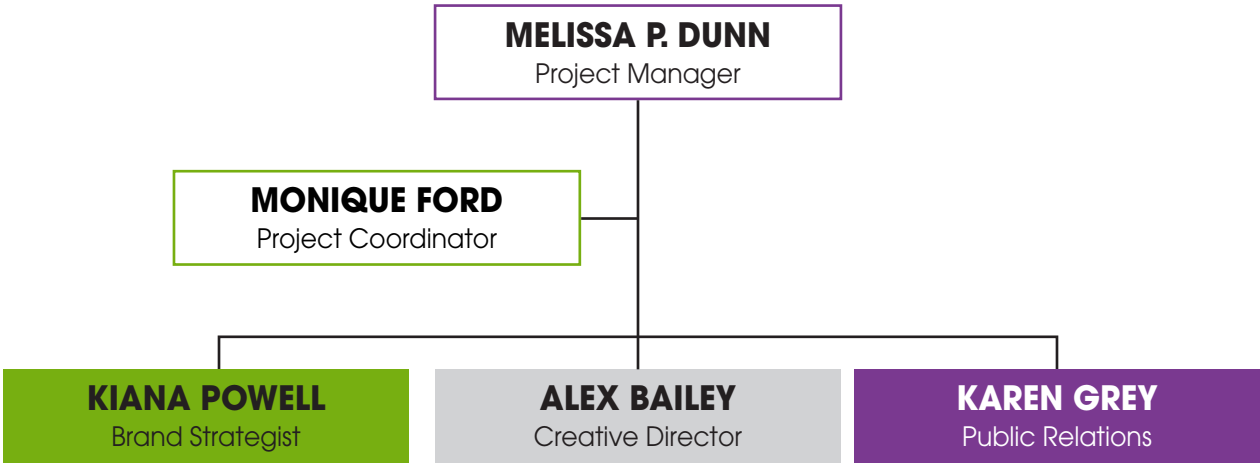 MELISSA P. DUNN
Project Manager
MONIQUE FORD
Project Coordinator
KIANA POWELL
Brand Strategist
ALEX BAILEY
Creative Director
KAREN GREY
Public Relations